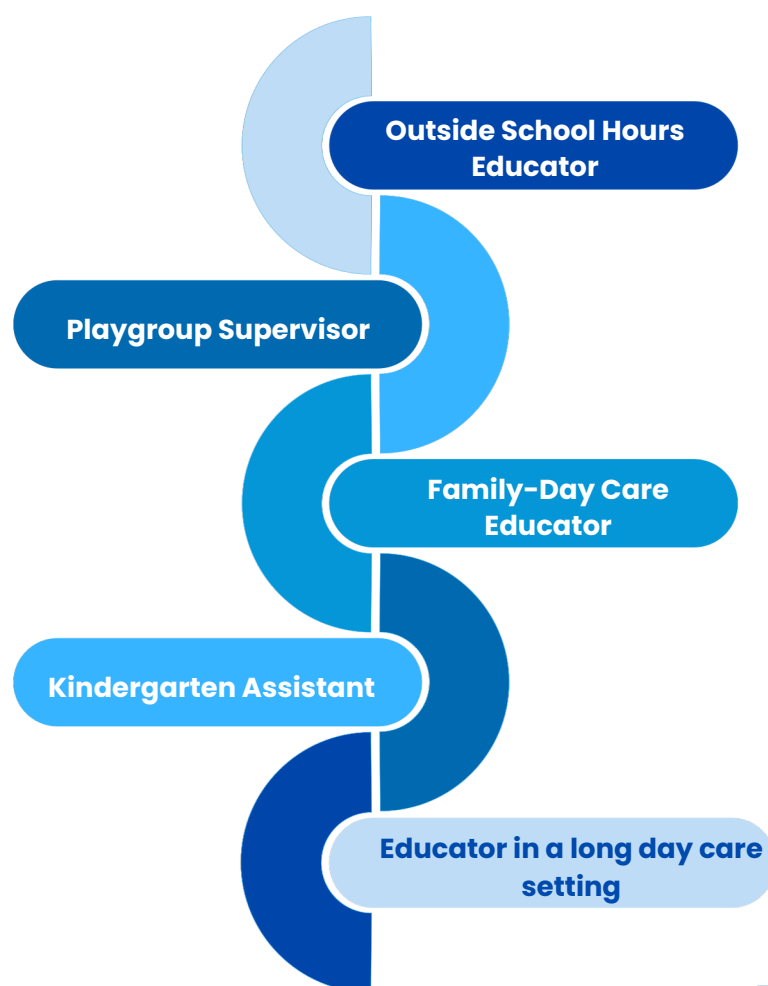 Outside School Hours
Educator
Playgroup Supervisor
Family-Day Care
Educator
Kindergarten Assistant
Educator in a long day care
setting